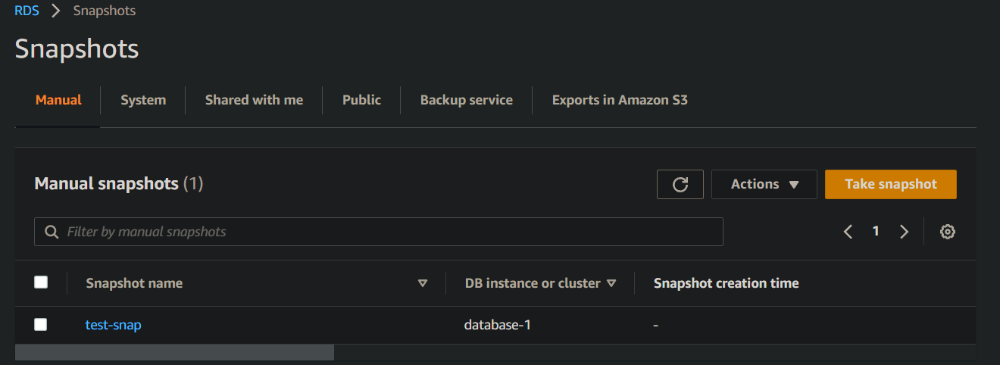 RDS > Snapshots
Snapshots
Manual System Shared with me Public Backup service Exports in Amazon S3
Manual snapshots (1) Actions Take snapshot
Filter by manual snapshots 1
Snapshot name DB instance or cluster Snapshot creation time
test-snap database-1 -